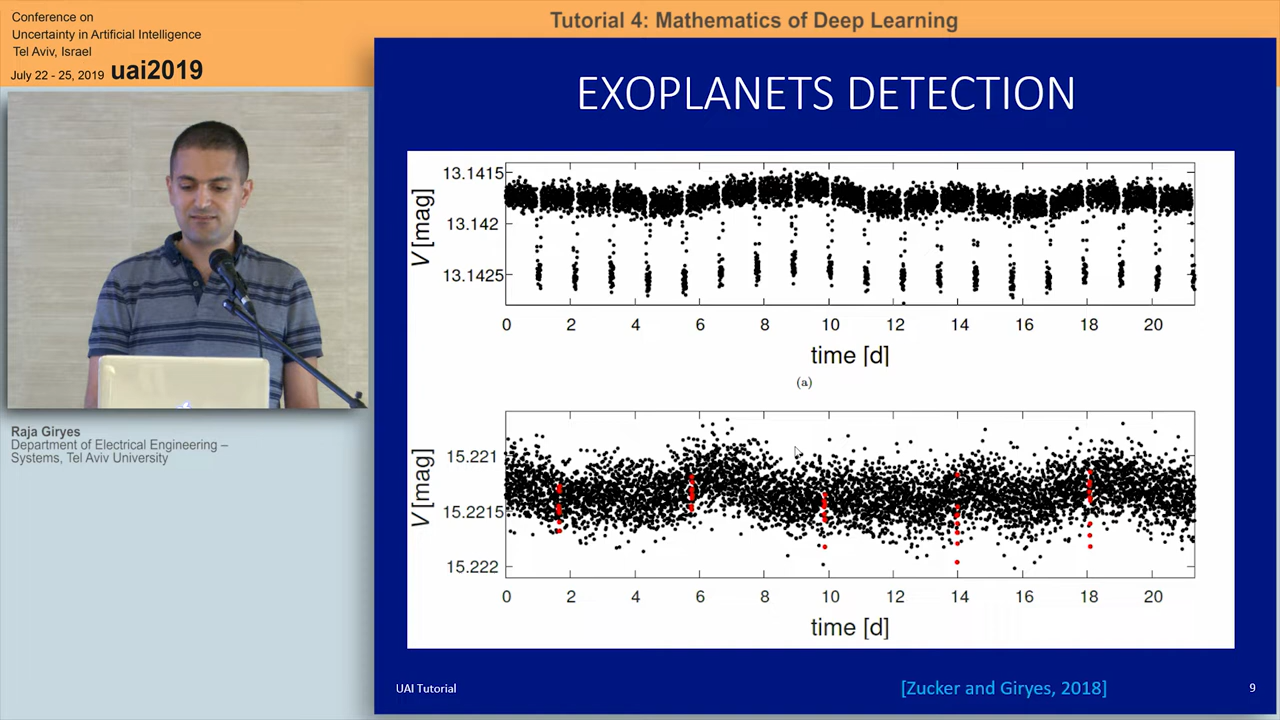 Conference on
Uncertainty in Artificial Intelligence
Tel Aviv, Israel
July 22 - 25, 2019 uai2019
Tutorial 4: Mathematics of Deep Learning
EXOPLANETS DETECTION
13.1415
13.142
13.1425
V [mag]
0 2 4 6 8 10 12 14 16 18 20
time [d]
(a)
15.221
15.2215
15.222
V [mag]
0 2 4 6 8 10 12 14 16 18 20
time [d]
Raja Giryes
Department of Electrical Engineering –
Systems, Tel Aviv University
UAI Tutorial
[Zucker and Giryes, 2018]
9